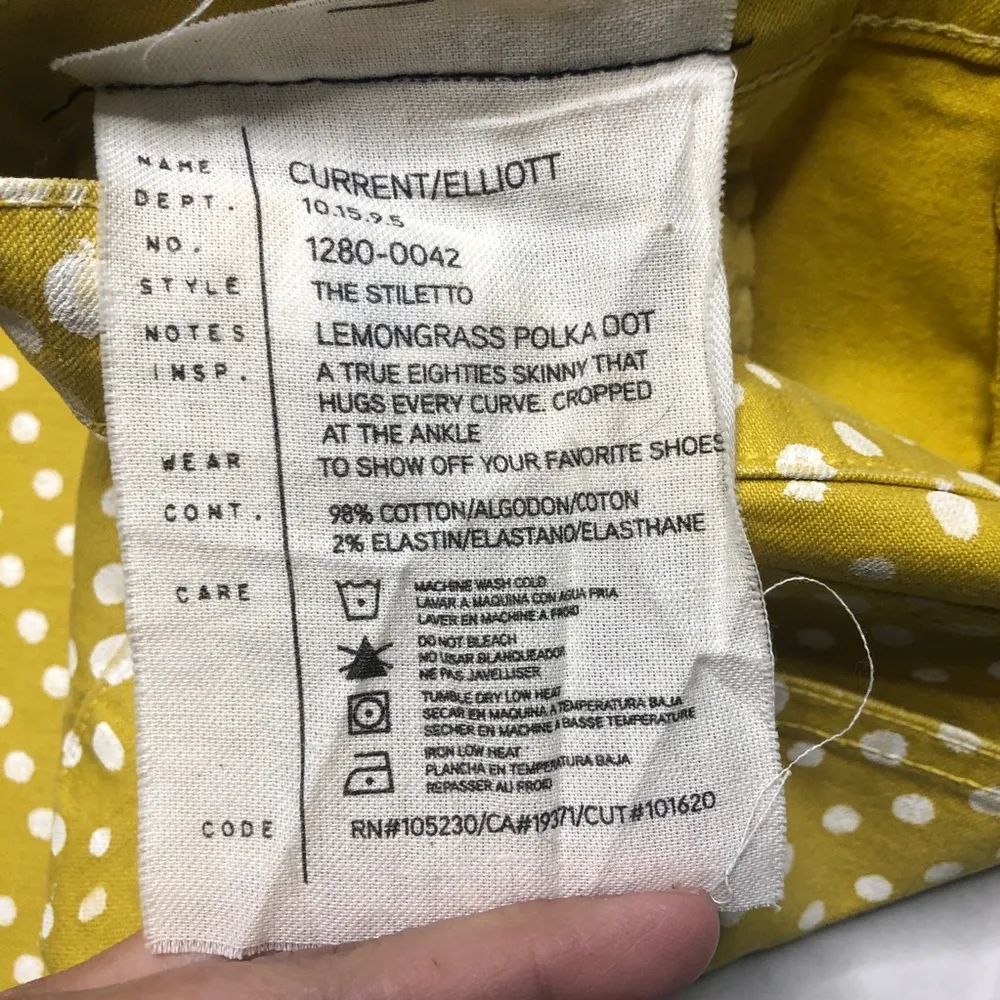 NAME CURRENT/ELLIOTT
DEPT. 10.15.9.5
NO. 1280-0042
STYLE THE STILETTO
NOTES LEMONGRASS POLKA DOT
INSP. A TRUE EIGHTIES SKINNY THAT
HUGS EVERY CURVE. CROPPED
AT THE ANKLE
WEAR TO SHOW OFF YOUR FAVORITE SHOES
CONT. 98% COTTON/ALGODON/COTON
2% ELASTIN/ELASTANO/ELASTHANE
CARE MACHINE WASH COLD
LAVAR A MAQUINA CON AGUA FRIA
LAVER EN MACHINE A FROID
DO NOT BLEACH
NO USAR BLANQUEADOR
NE PAS JAVELLISER
TUMBLE DRY LOW HEAT
SECAR EN MAQUINA A TEMPERATURA BAJA
SECHER EN MACHINE A BASSE TEMPERATURE
IRON LOW HEAT
PLANCHA EN TEMPERATURA BAJA
REPASSER AU FROID
CODE RN#105230/CA#19371/CUT#101620